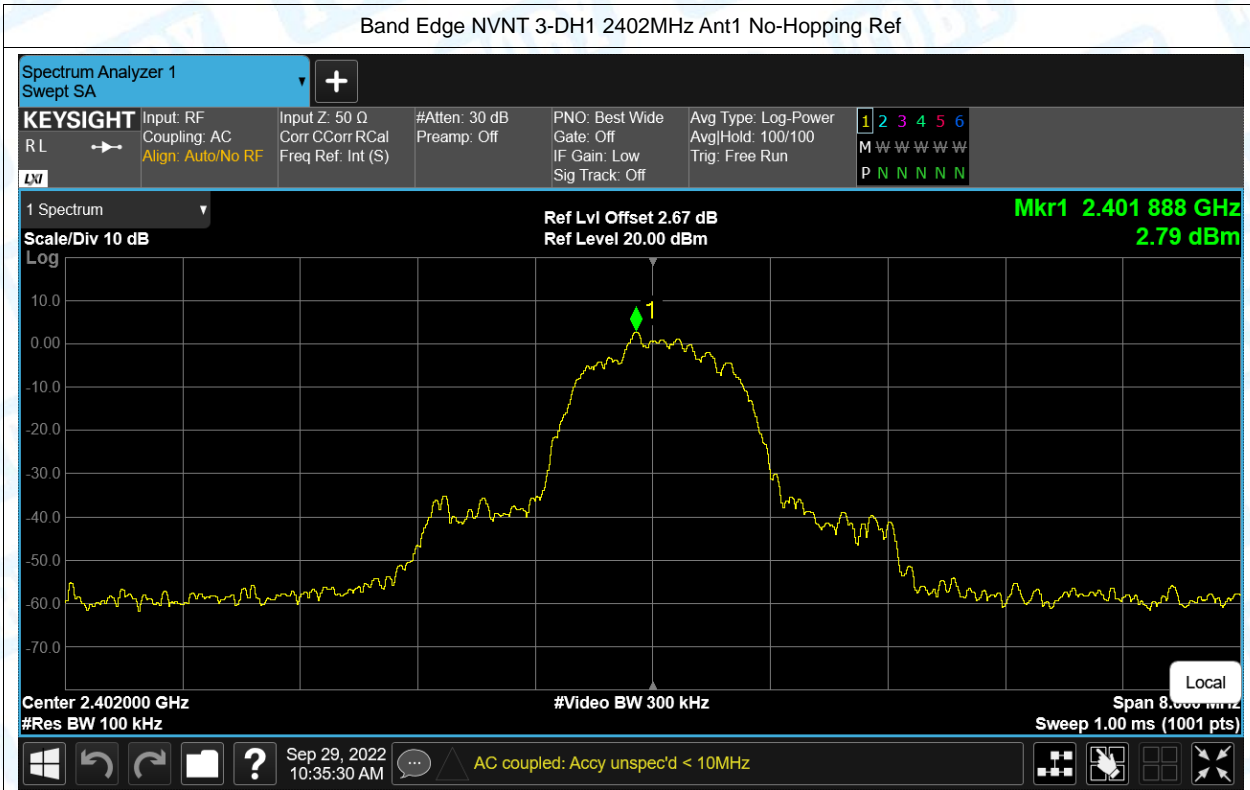 Band Edge NVNT 3-DH1 2402MHz Ant1 No-Hopping Ref
Spectrum Analyzer 1
Swept SA
KEYSIGHT
RL
LXI
Input: RF
Coupling: AC
Align: Auto/No RF
Input Z: 50 Ω
Corr CCorr RCal
Freq Ref: Int (S)
#Atten: 30 dB
Preamp: Off
PNO: Best Wide
Gate: Off
IF Gain: Low
Sig Track: Off
Avg Type: Log-Power
Avg|Hold: 100/100
Trig: Free Run
1 2 3 4 5 6
M W W W W W
P N N N N N
1 Spectrum
Scale/Div 10 dB
Ref Lvl Offset 2.67 dB
Ref Level 20.00 dBm
Mkr1 2.401 888 GHz
2.79 dBm
Log
10.0
0.00
-10.0
-20.0
-30.0
-40.0
-50.0
-60.0
-70.0
1
Local
Center 2.402000 GHz
#Res BW 100 kHz
#Video BW 300 kHz
Span 8.000 MHz
Sweep 1.00 ms (1001 pts)
?
Sep 29, 2022
10:35:30 AM
AC coupled: Accy unspec'd < 10MHz